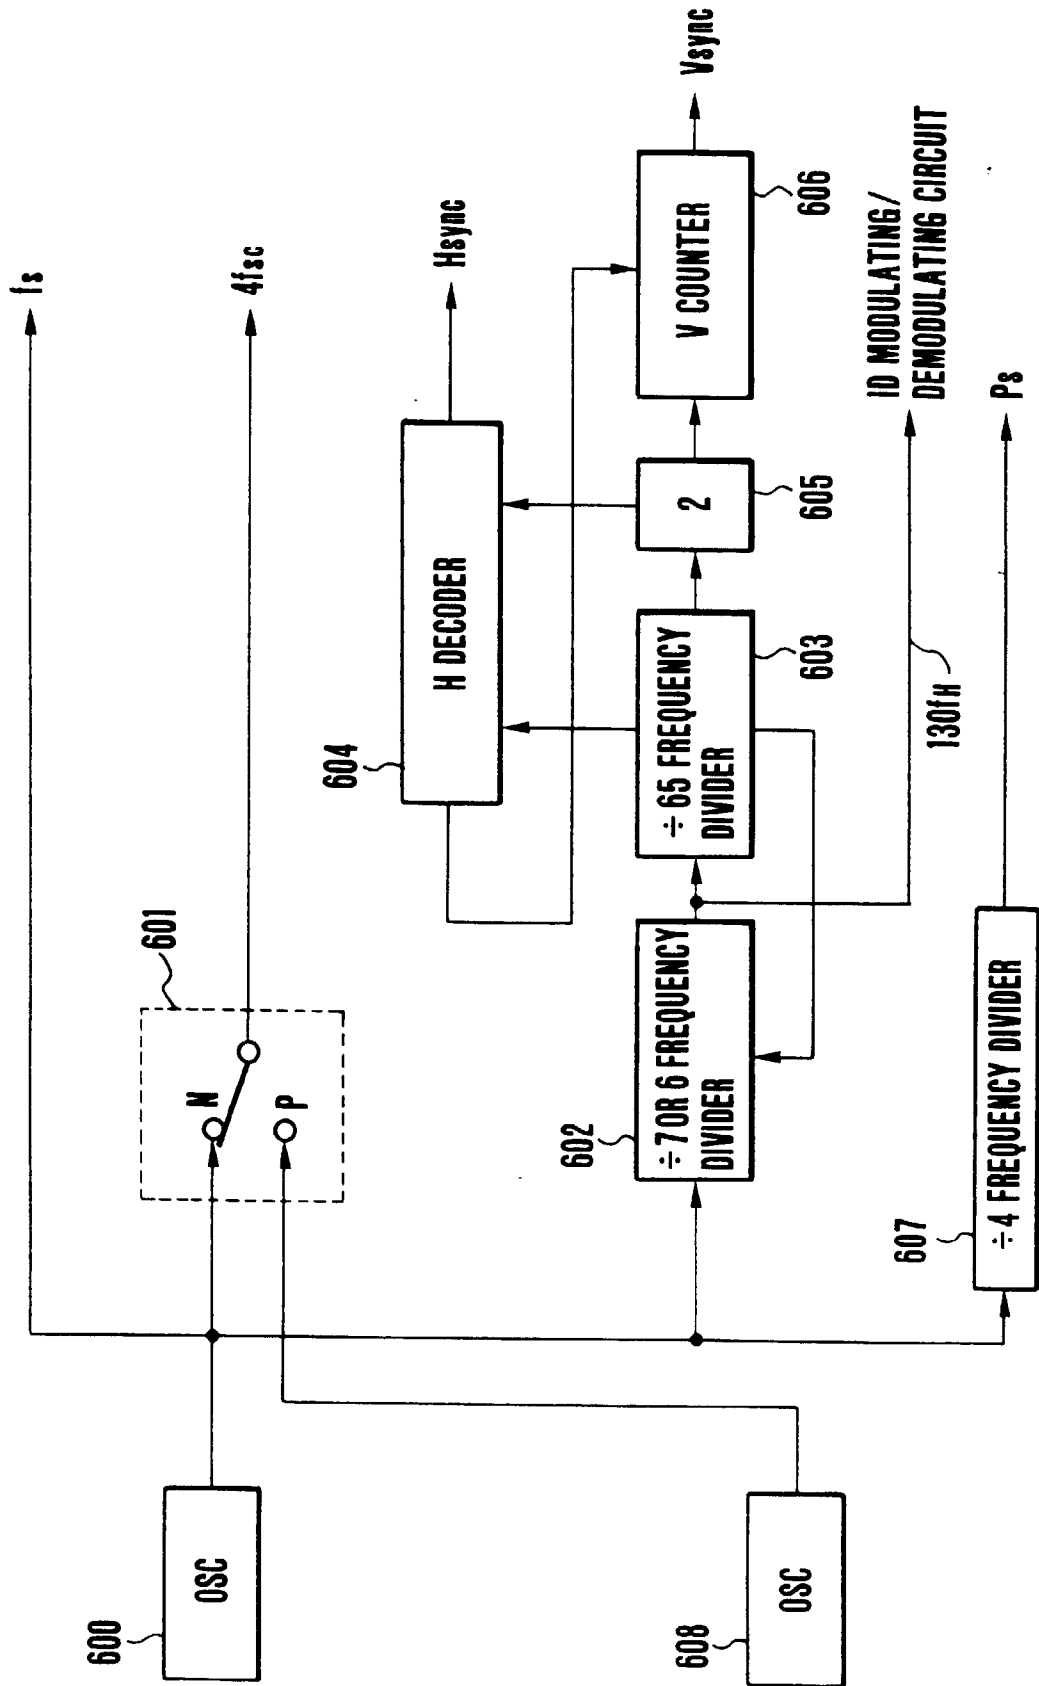 fs
4fsc
601
N
P
Hsync
604
H DECODER
Vsync
600
OSC
602
÷7OR 6 FREQUENCY
DIVIDER
÷65 FREQUENCY
DIVIDER
603
2
605
V COUNTER
606
130fH
ID MODULATING/
DEMODULATING CIRCUIT
608
OSC
607
÷4 FREQUENCY DIVIDER
Ps